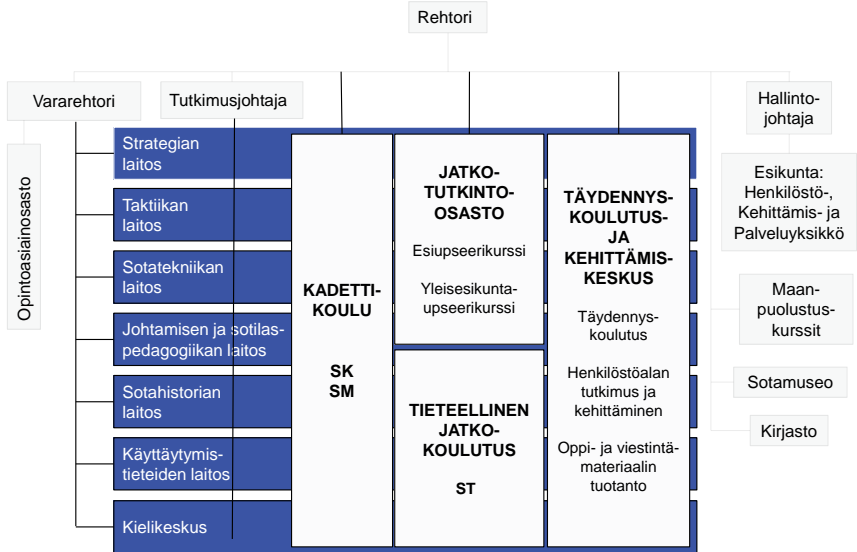 Rehtori
Vararehtori
Tutkimusjohtaja
Hallinto-
johtaja
Opintoasiainosasto
Strategian
laitos
Taktiikan
laitos
Sotatekniikan
laitos
Johtamisen ja sotilas-
pedagogiikan laitos
Sotahistorian
laitos
Käyttäytymis-
tieteiden laitos
Kielikeskus
KADETTI-
KOULU
SK
SM
JATKO-
TUTKINTO-
OSASTO
Esiupseerikurssi
Yleisesikunta-
upseerikurssi
TIETEELLINEN
JATKO-
KOULUTUS
ST
TÄYDENNYS-
KOULUTUS-
JA
KEHITTÄMIS-
KESKUS
Täydennys-
koulutus
Henkilöstöalan
tutkimus ja
kehittäminen
Oppi- ja viestintä-
materiaalin
tuotanto
Esikunta:
Henkilöstö-,
Kehittämis- ja
Palveluyksikkö
Maan-
puolustus-
kurssit
Sotamuseo
Kirjasto